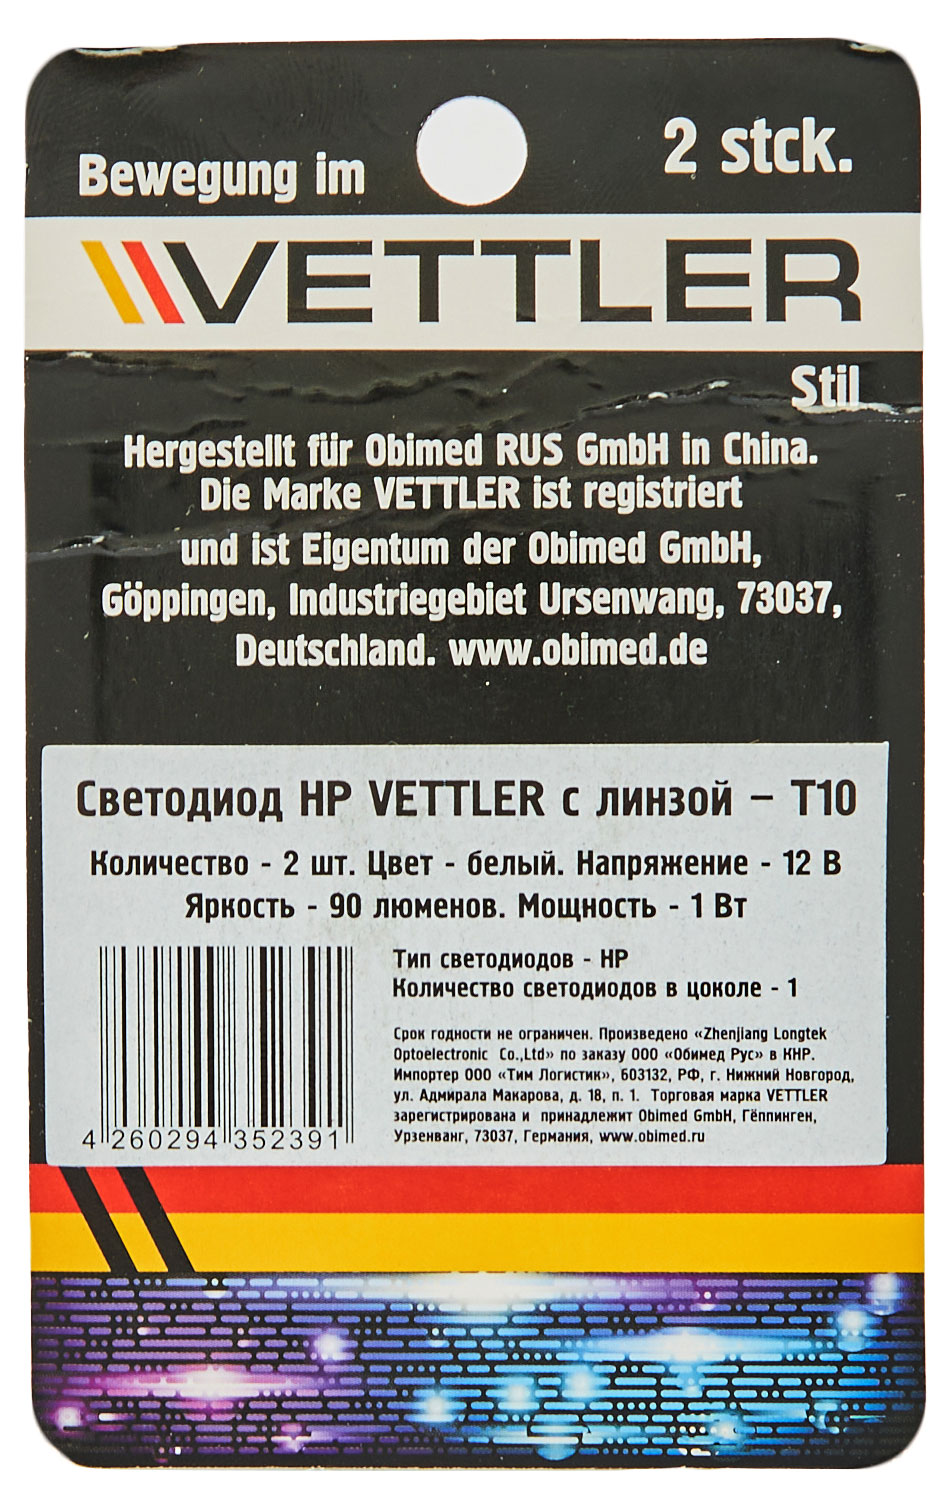 Bewegung im
2 stck.
VETTLER
Stil
Hergestellt für Obimed RUS GmbH in China.
Die Marke VETTLER ist registriert
und ist Eigentum der Obimed GmbH,
Göppingen, Industriegebiet Ursenwang, 73037,
Deutschland. www.obimed.de
Светодиод HP VETTLER с линзой – T10
Количество - 2 шт. Цвет - белый. Напряжение - 12 В
Яркость - 90 люменов. Мощность - 1 Вт
Тип светодиодов - HP
Количество светодиодов в цоколе - 1
Срок годности не ограничен. Произведено «Zhenjiang Longtek
Optoelectronic Co.,Ltd» по заказу ООО «Обимед Рус» в КНР.
Импортер ООО «Тим Логистик», 603132, РФ, г. Нижний Новгород,
ул. Адмирала Макарова, д. 18, п. 1. Торговая марка VETTLER
зарегистрирована и принадлежит Obimed GmbH, Гёппинген,
Урзенванг, 73037, Германия, www.obimed.ru
4 260294 352391